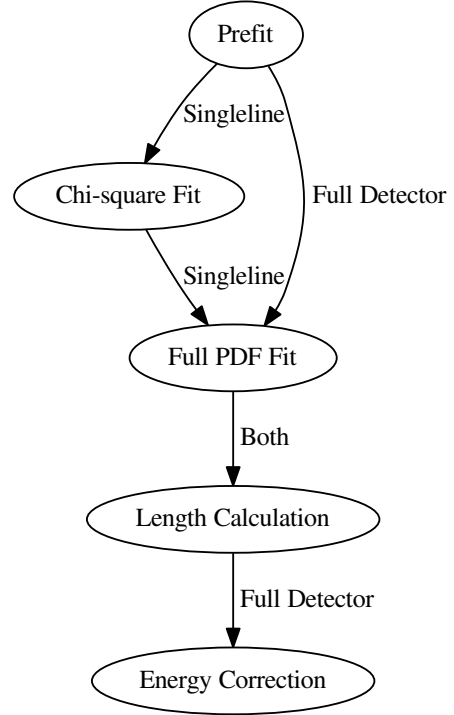 Prefit
Singleline
Chi-square Fit
Full Detector
Singleline
Full PDF Fit
Both
Length Calculation
Full Detector
Energy Correction